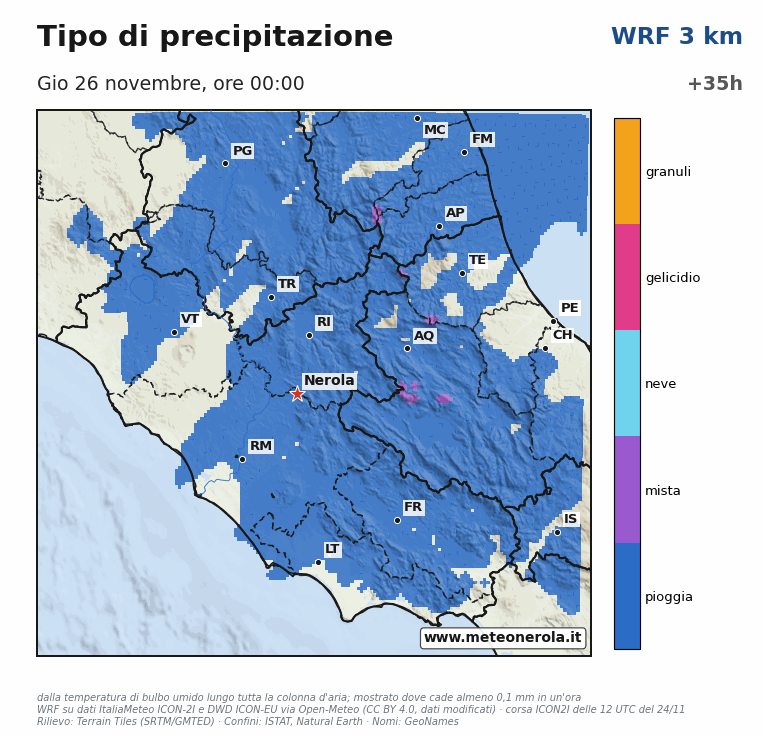 Tipo di precipitazione
WRF 3 km
Gio 26 novembre, ore 00:00
+35h
MC
FM
PG
AP
TE
TR
PE
VT
RI
CH
AQ
Nerola
RM
FR
IS
LT
www.meteonerola.it
granuli
gelicidio
neve
mista
pioggia
dalla temperatura di bulbo umido lungo tutta la colonna d'aria; mostrato dove cade almeno 0,1 mm in un'ora
WRF su dati ItaliaMeteo ICON-2I e DWD ICON-EU via Open-Meteo (CC BY 4.0, dati modificati) · corsa ICON2I delle 12 UTC del 24/11
Rilievo: Terrain Tiles (SRTM/GMTED) · Confini: ISTAT, Natural Earth · Nomi: GeoNames